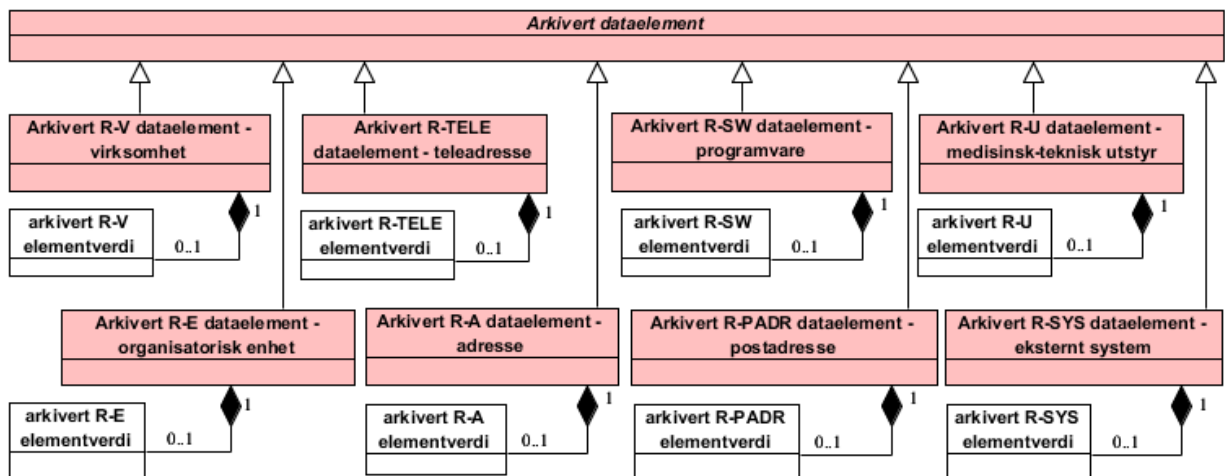 Arkivert dataelement
Arkivert R-V dataelement -
virksomhet
Arkivert R-TELE
dataelement - teleadresse
Arkivert R-SW dataelement -
programvare
Arkivert R-U dataelement -
medisinsk-teknisk utstyr
1
1
1
1
arkivert R-V
elementverdi
0..1
arkivert R-TELE
elementverdi
0..1
arkivert R-SW
elementverdi
0..1
arkivert R-U
elementverdi
0..1
Arkivert R-E dataelement -
organisatorisk enhet
Arkivert R-A dataelement -
adresse
Arkivert R-PADR dataelement -
postadresse
Arkivert R-SYS dataelement -
eksternt system
1
1
1
1
arkivert R-E
elementverdi
0..1
arkivert R-A
elementverdi
0..1
arkivert R-PADR
elementverdi
0..1
arkivert R-SYS
elementverdi
0..1